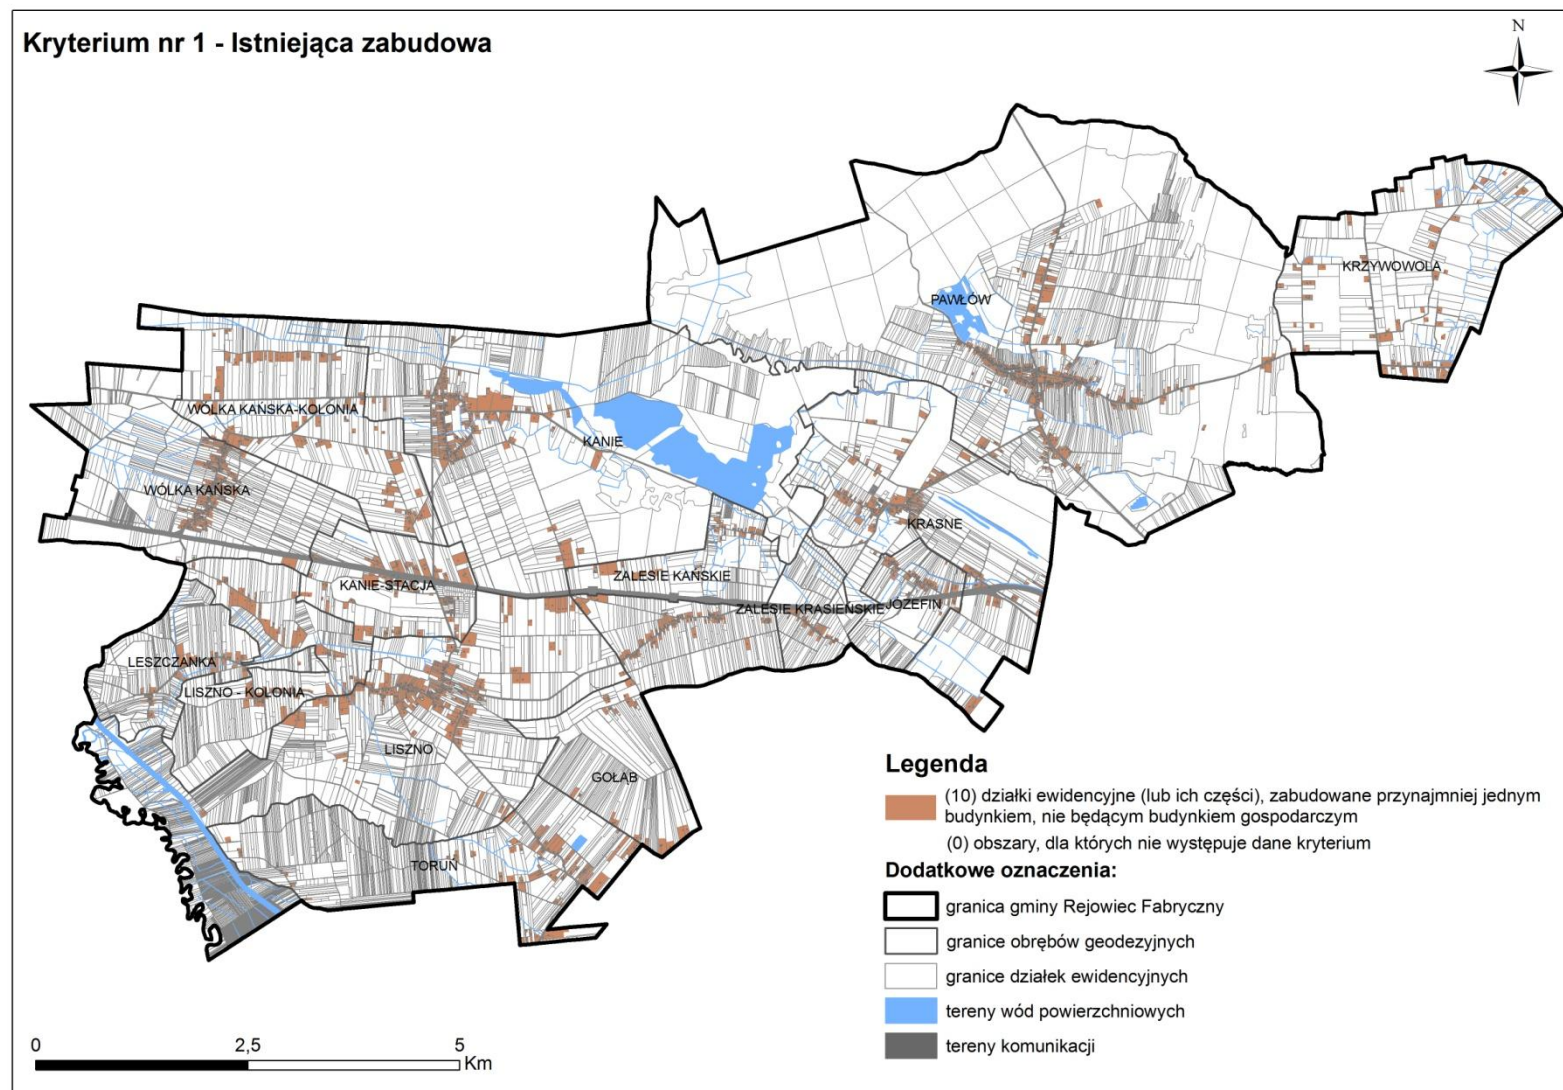 Kryterium nr 1 - Istniejąca zabudowa
N
KRZYWOWOLA
PAWŁÓW
WÓLKA KAŃSKA-KOLONIA
KANIE
WÓLKA KAŃSKA
KRASNE
KANIE-STACJA
ZALESIE KAŃSKIE
ZALESIE KRASIEŃSKIE
JÓZEFIN
LESZCZANKA
LISZNO - KOLONIA
LISZNO
GOŁĄB
TORUŃ
Legenda
(10) działki ewidencyjne (lub ich części), zabudowane przynajmniej jednym
budynkiem, nie będącym budynkiem gospodarczym
(0) obszary, dla których nie występuje dane kryterium
Dodatkowe oznaczenia:
granica gminy Rejowiec Fabryczny
granice obrębów geodezyjnych
granice działek ewidencyjnych
tereny wód powierzchniowych
tereny komunikacji
0 2,5 5
Km